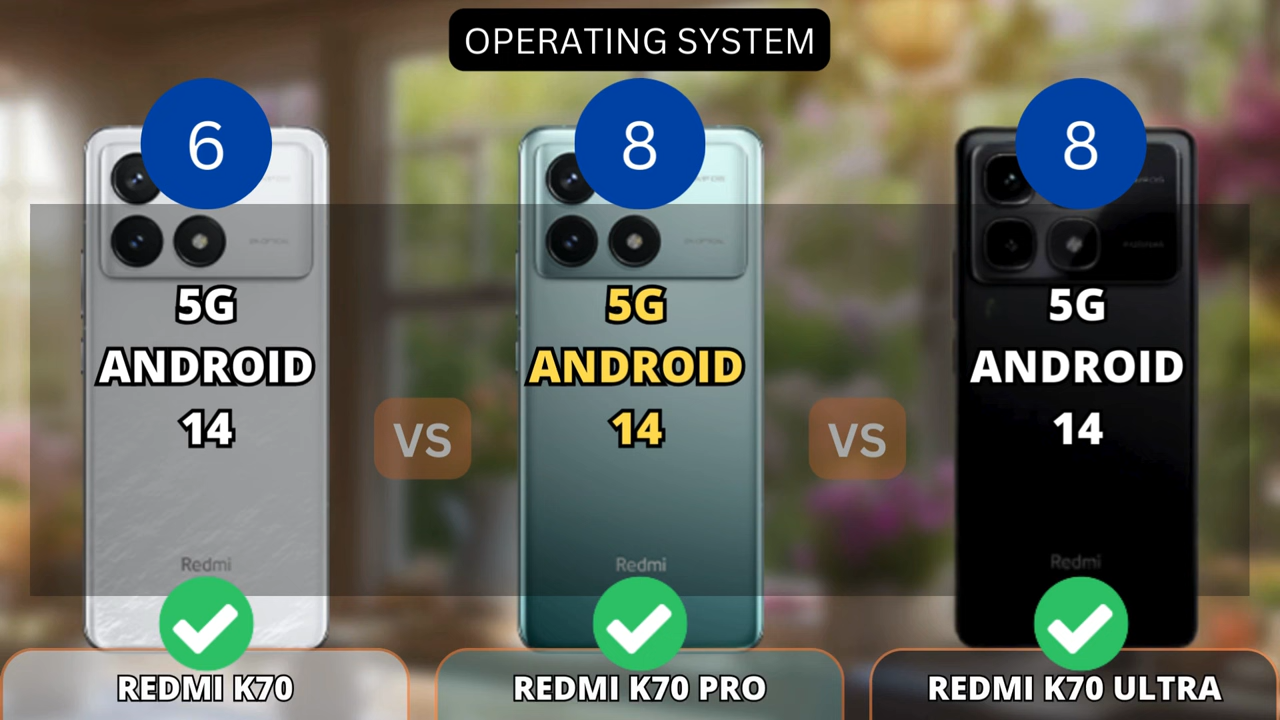 OPERATING SYSTEM
6
8
8
5G
ANDROID
14
5G
ANDROID
14
5G
ANDROID
14
VS
VS
Redmi
Redmi
Redmi
REDMI K70
REDMI K70 PRO
REDMI K70 ULTRA